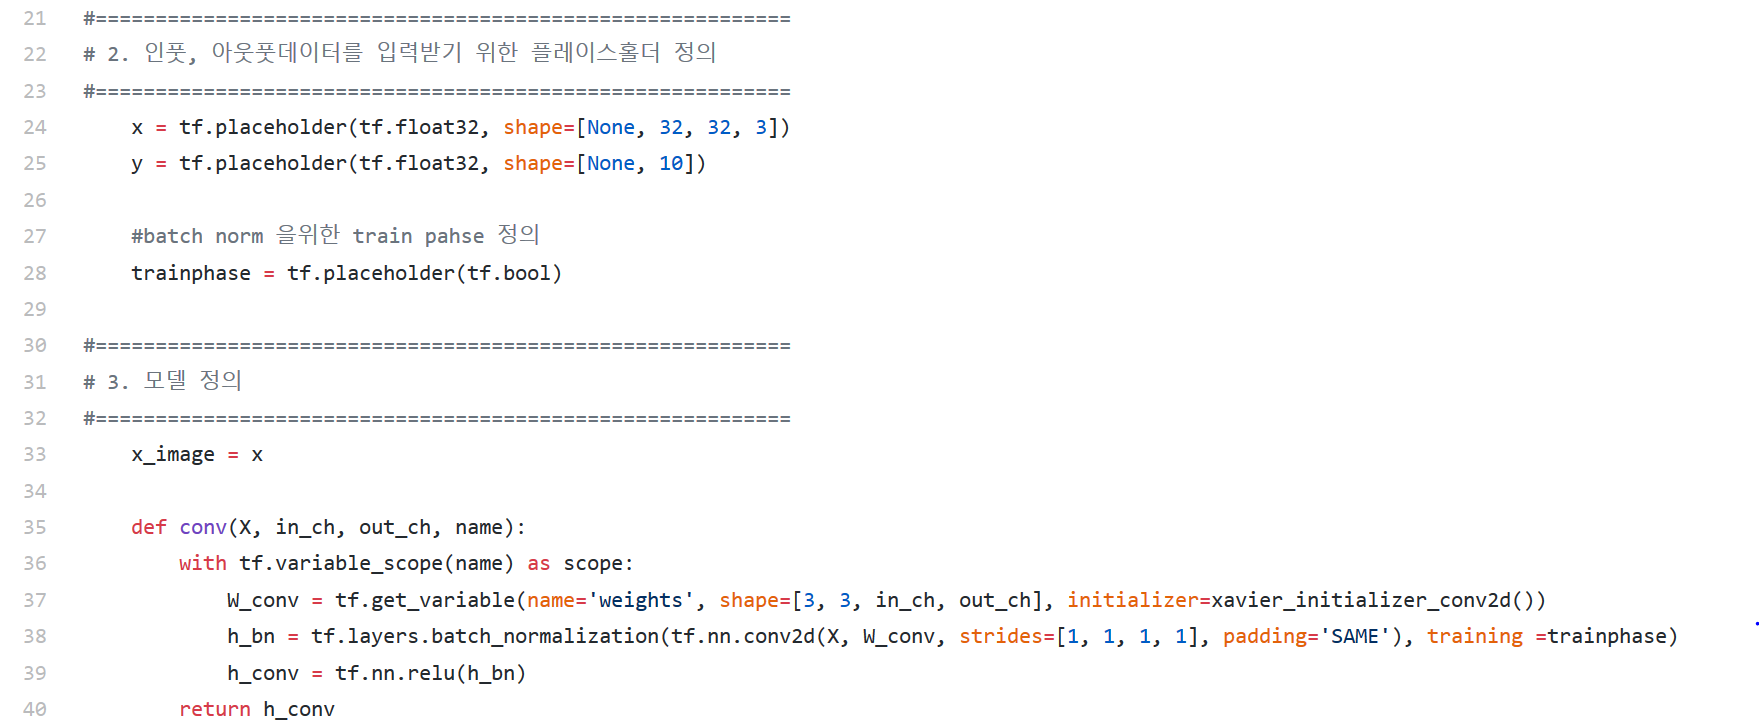 21 #==========================================================
22 # 2. 인풋, 아웃풋데이터를 입력받기 위한 플레이스홀더 정의
23 #==========================================================
24     x = tf.placeholder(tf.float32, shape=[None, 32, 32, 3])
25     y = tf.placeholder(tf.float32, shape=[None, 10])
26
27     #batch norm 을위한 train pahse 정의
28     trainphase = tf.placeholder(tf.bool)
29
30 #==========================================================
31 # 3. 모델 정의
32 #==========================================================
33     x_image = x
34
35     def conv(X, in_ch, out_ch, name):
36         with tf.variable_scope(name) as scope:
37             W_conv = tf.get_variable(name='weights', shape=[3, 3, in_ch, out_ch], initializer=xavier_initializer_conv2d())
38             h_bn = tf.layers.batch_normalization(tf.nn.conv2d(X, W_conv, strides=[1, 1, 1, 1], padding='SAME'), training =trainphase)
39             h_conv = tf.nn.relu(h_bn)
40         return h_conv